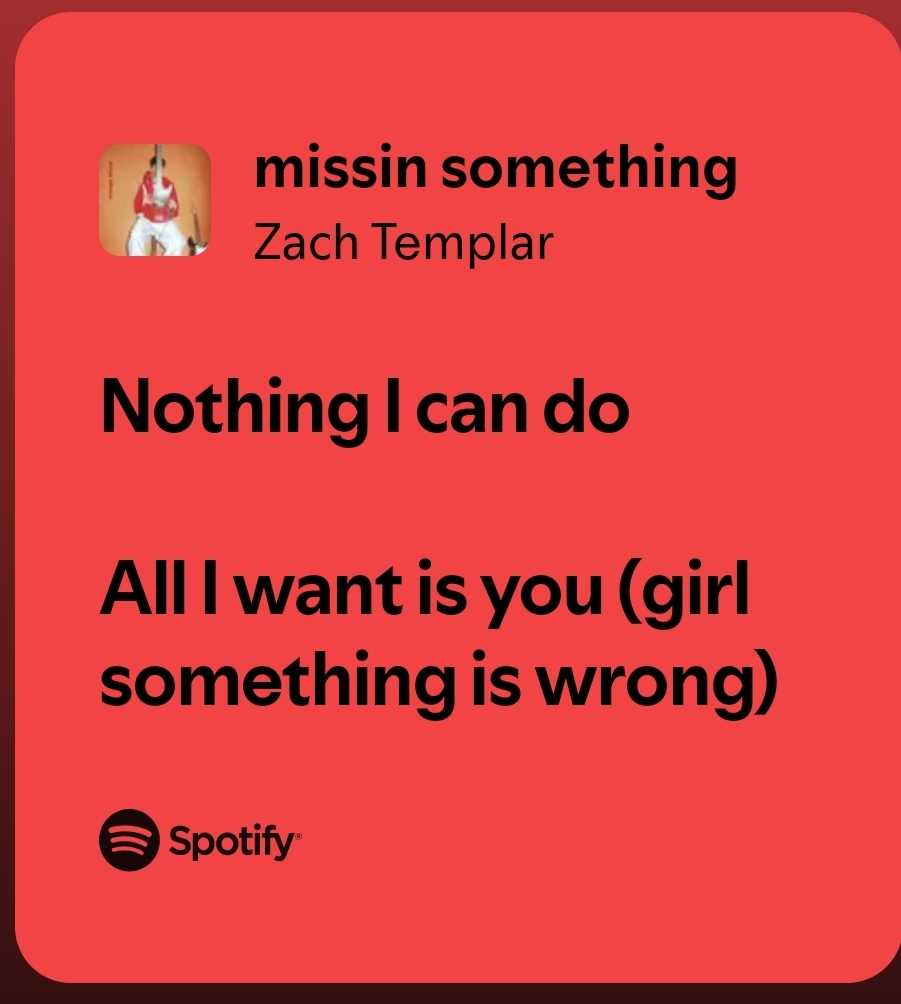 missin something
Zach Templar
Nothing I can do
All I want is you (girl
something is wrong)
Spotify®